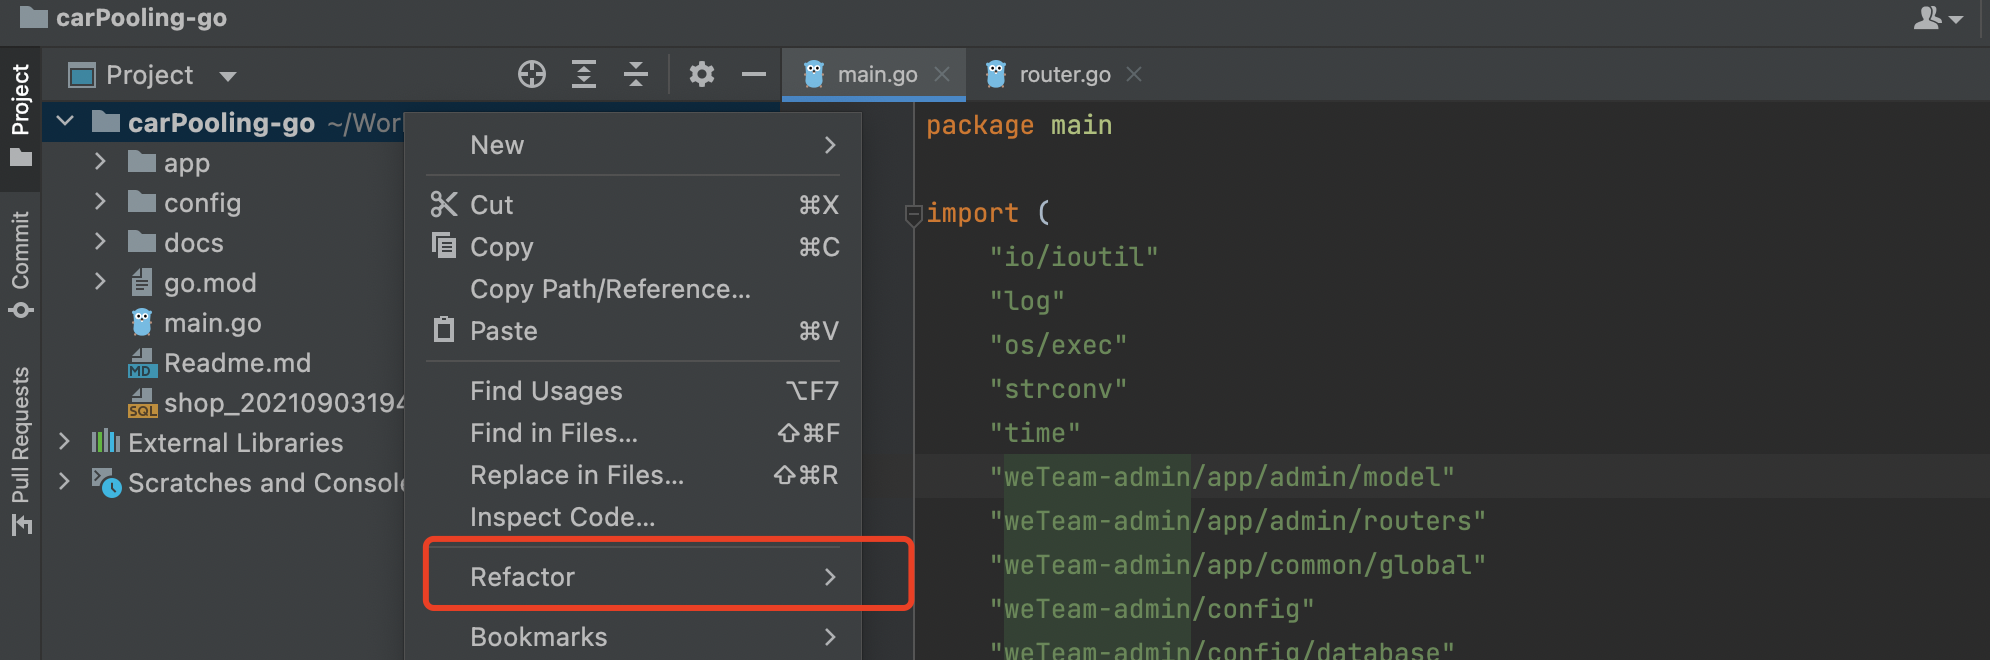 carPooling-go
Project
Commit
Pull Requests
Project
carPooling-go ~/Wor
app
config
docs
go.mod
main.go
MD Readme.md
SQL shop_2021090319
External Libraries
Scratches and Consol
New
Cut ⌘X
Copy ⌘C
Copy Path/Reference...
Paste ⌘V
Find Usages ⌥F7
Find in Files... ⇧⌘F
Replace in Files... ⇧⌘R
Inspect Code...
Refactor
Bookmarks
main.go
router.go
package main
import (
"io/ioutil"
"log"
"os/exec"
"strconv"
"time"
"weTeam-admin/app/admin/model"
"weTeam-admin/app/admin/routers"
"weTeam-admin/app/common/global"
"weTeam-admin/config"
"weTeam-admin/config/database"